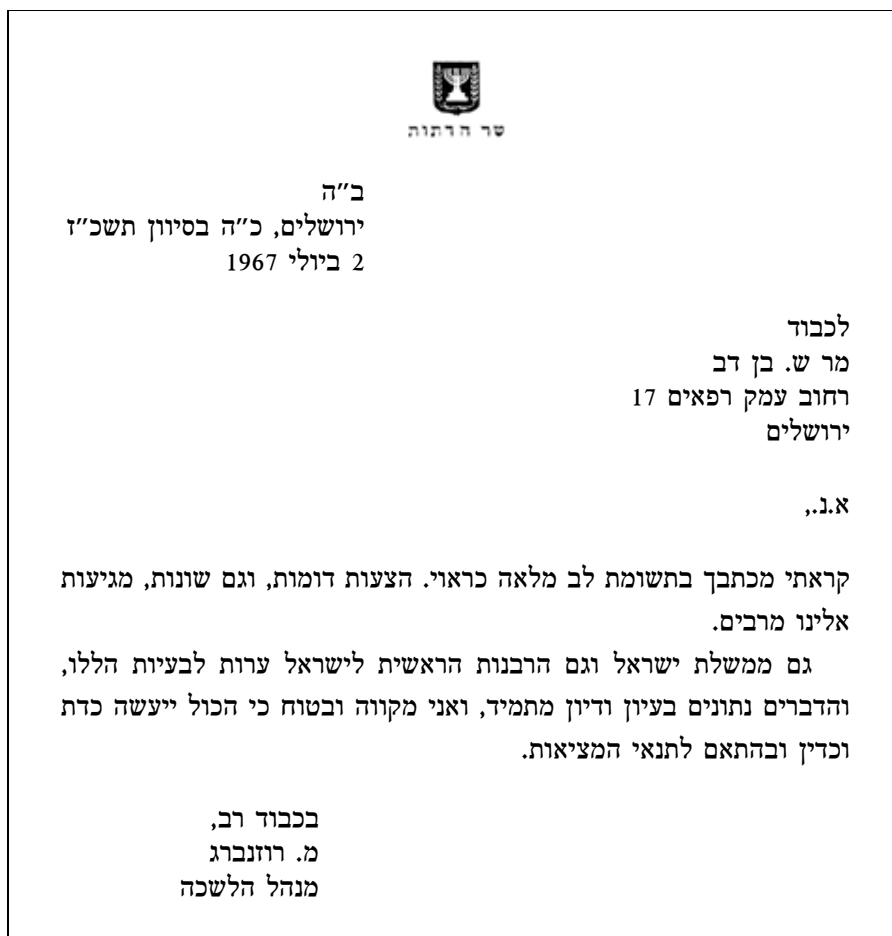 שר הדתות
ב״ה
ירושלים, כ״ה בסיוון תשכ״ז
2 ביולי 1967
לכבוד
מר ש. בן דב
רחוב עמק רפאים 17
ירושלים
א.נ.,
קראתי מכתבך בתשומת לב מלאה כראוי. הצעות דומות, וגם שונות, מגיעות
אלינו מרבים.
גם ממשלת ישראל וגם הרבנות הראשית לישראל ערות לבעיות הללו,
והדברים נתונים בעיון ודיון מתמיד, ואני מקווה ובטוח כי הכול ייעשה כדת
וכדין ובהתאם לתנאי המציאות.
בכבוד רב,
מ. רוזנברג
מנהל הלשכה